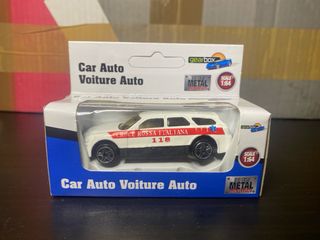 Car Auto
Voiture Auto
gearbox
METAL
SCALE
1:64
CROCE ROSSA ITALIANA
118
Car Auto Voiture Auto
METAL
SCALE
1:64
gearbox